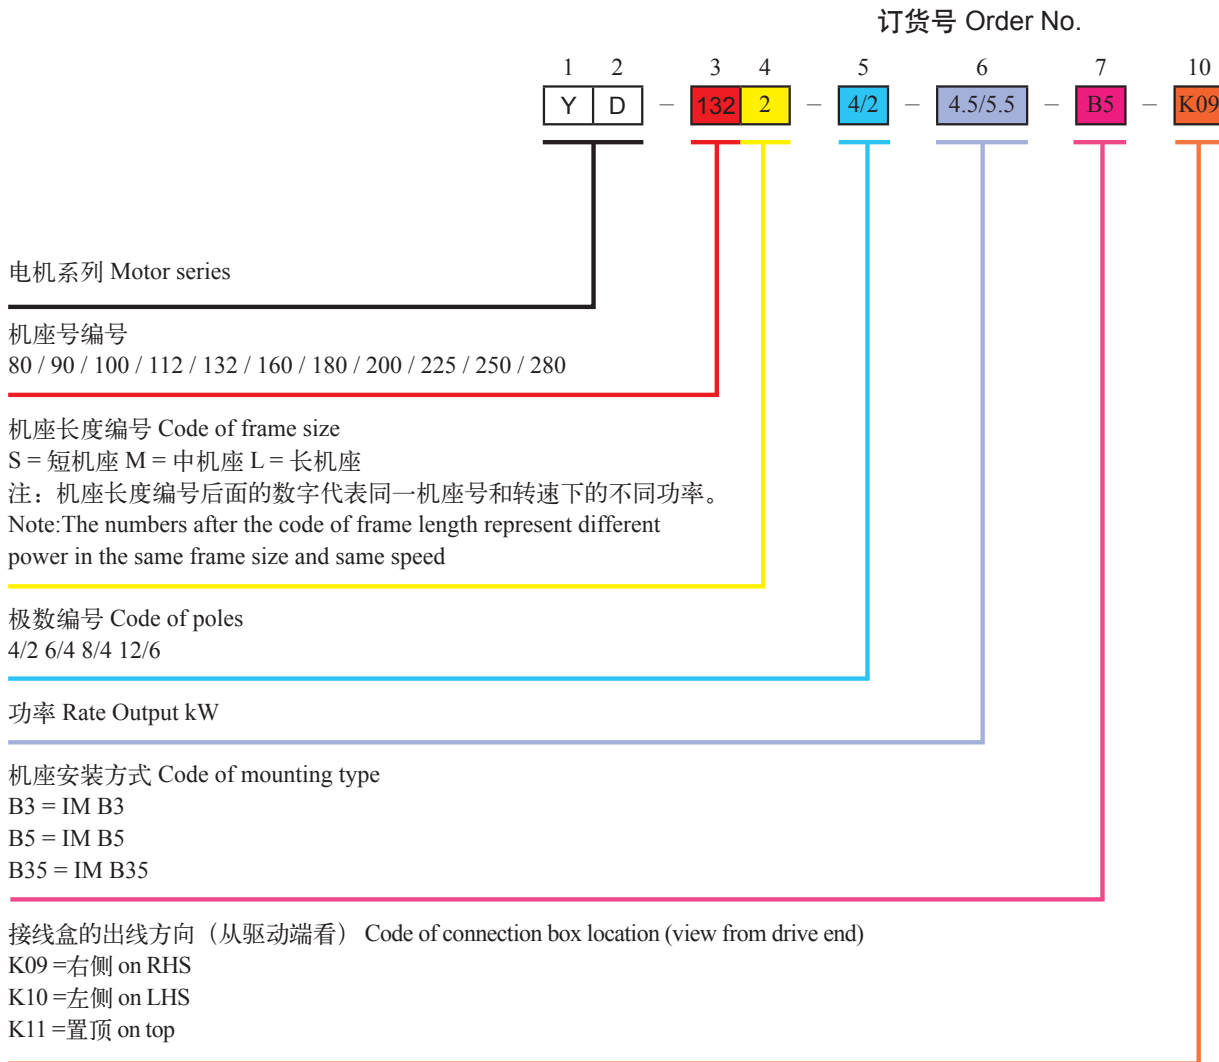 订货号 Order No.
1 2 3 4 5 6 7 10
Y D – 132 2 – 4/2 – 4.5/5.5 – B5 – K09
电机系列 Motor series
机座号编号
80 / 90 / 100 / 112 / 132 / 160 / 180 / 200 / 225 / 250 / 280
机座长度编号 Code of frame size
S = 短机座 M = 中机座 L = 长机座
注：机座长度编号后面的数字代表同一机座号和转速下的不同功率。
Note:The numbers after the code of frame length represent different
power in the same frame size and same speed
极数编号 Code of poles
4/2 6/4 8/4 12/6
功率 Rate Output kW
机座安装方式 Code of mounting type
B3 = IM B3
B5 = IM B5
B35 = IM B35
接线盒的出线方向（从驱动端看） Code of connection box location (view from drive end)
K09 =右侧 on RHS
K10 =左侧 on LHS
K11 =置顶 on top